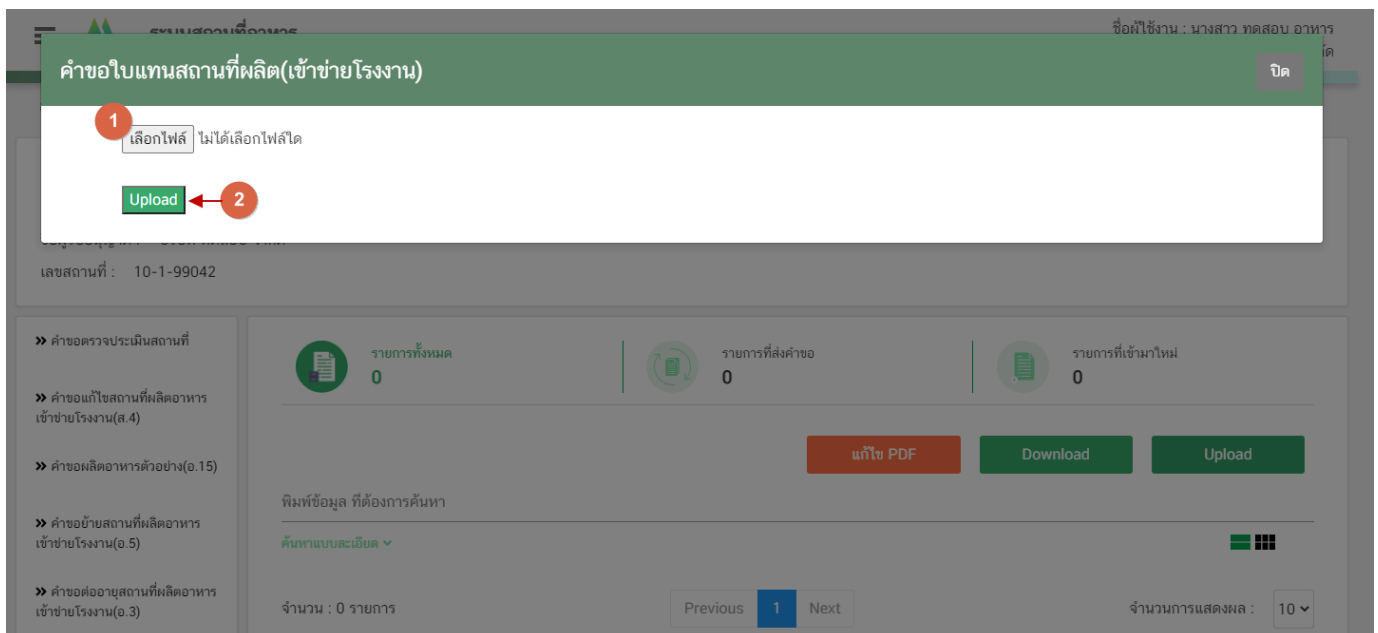 ระบบสถานที่อาหาร
ชื่อผู้ใช้งาน : นางสาว ทดสอบ อาหาร
คำขอใบแทนสถานที่ผลิต(เข้าข่ายโรงงาน)
ปิด
1
เลือกไฟล์ ไม่ได้เลือกไฟล์ใด
Upload 2
เลขสถานที่ : 10-1-99042
» คำขอตรวจประเมินสถานที่
» คำขอแก้ไขสถานที่ผลิตอาหาร
เข้าข่ายโรงงาน(ส.4)
» คำขอผลิตอาหารตัวอย่าง(อ.15)
» คำขอย้ายสถานที่ผลิตอาหาร
เข้าข่ายโรงงาน(อ.5)
» คำขอต่ออายุสถานที่ผลิตอาหาร
เข้าข่ายโรงงาน(อ.3)
รายการทั้งหมด
0
รายการที่ส่งคำขอ
0
รายการที่เข้ามาใหม่
0
แก้ไข PDF Download Upload
พิมพ์ข้อมูล ที่ต้องการค้นหา
ค้นหาแบบละเอียด
จำนวน : 0 รายการ Previous 1 Next จำนวนการแสดงผล : 10